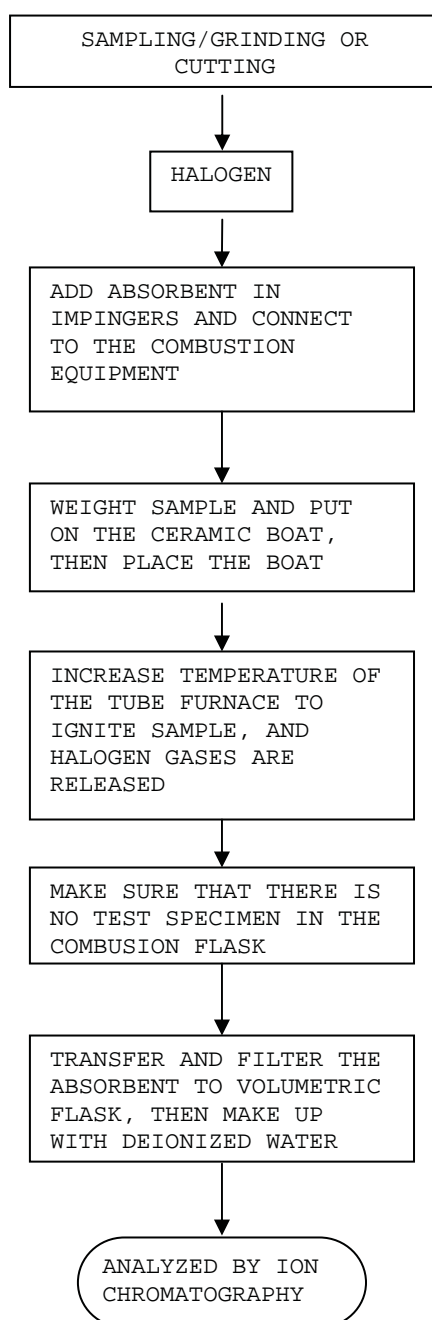 SAMPLING/GRINDING OR
CUTTING
HALOGEN
ADD ABSORBENT IN
IMPINGERS AND CONNECT
TO THE COMBUSTION
EQUIPMENT
WEIGHT SAMPLE AND PUT
ON THE CERAMIC BOAT,
THEN PLACE THE BOAT
INCREASE TEMPERATURE OF
THE TUBE FURNACE TO
IGNITE SAMPLE, AND
HALOGEN GASES ARE
RELEASED
MAKE SURE THAT THERE IS
NO TEST SPECIMEN IN THE
COMBUSION FLASK
TRANSFER AND FILTER THE
ABSORBENT TO VOLUMETRIC
FLASK, THEN MAKE UP
WITH DEIONIZED WATER
ANALYZED BY ION
CHROMATOGRAPHY